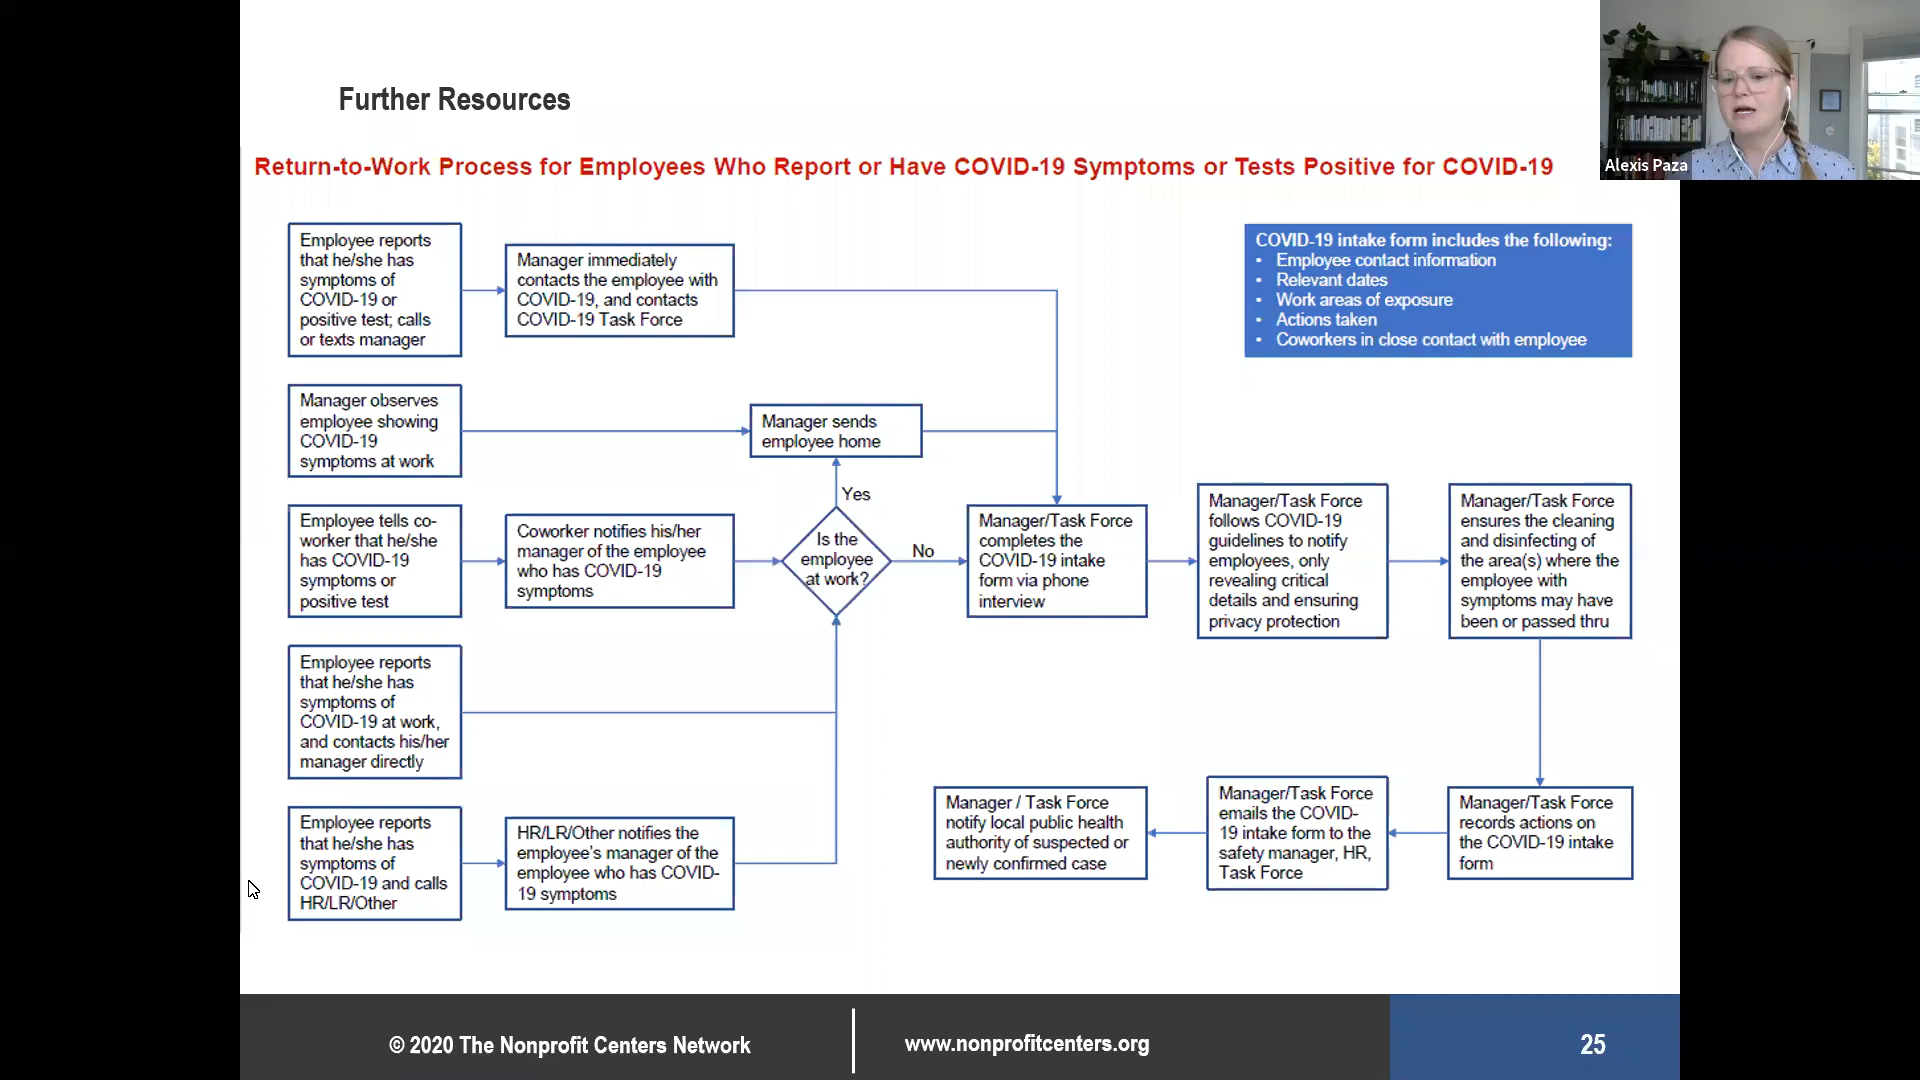 Further Resources
Return-to-Work Process for Employees Who Report or Have COVID-19 Symptoms or Tests Positive for COVID-19
Alexis Paza
Employee reports
that he/she has
symptoms of
COVID-19 or
positive test; calls
or texts manager
Manager immediately
contacts the employee with
COVID-19, and contacts
COVID-19 Task Force
COVID-19 intake form includes the following:
• Employee contact information
• Relevant dates
• Work areas of exposure
• Actions taken
• Coworkers in close contact with employee
Manager observes
employee showing
COVID-19
symptoms at work
Manager sends
employee home
Yes
Employee tells co-
worker that he/she
has COVID-19
symptoms or
positive test
Coworker notifies his/her
manager of the employee
who has COVID-19
symptoms
Is the
employee
at work?
No
Manager/Task Force
completes the
COVID-19 intake
form via phone
interview
Manager/Task Force
follows COVID-19
guidelines to notify
employees, only
revealing critical
details and ensuring
privacy protection
Manager/Task Force
ensures the cleaning
and disinfecting of
the area(s) where the
employee with
symptoms may have
been or passed thru
Employee reports
that he/she has
symptoms of
COVID-19 at work,
and contacts his/her
manager directly
Employee reports
that he/she has
symptoms of
COVID-19 and calls
HR/LR/Other
HR/LR/Other notifies the
employee's manager of the
employee who has COVID-
19 symptoms
Manager / Task Force
notify local public health
authority of suspected or
newly confirmed case
Manager/Task Force
emails the COVID-
19 intake form to the
safety manager, HR,
Task Force
Manager/Task Force
records actions on
the COVID-19 intake
form
© 2020 The Nonprofit Centers Network
www.nonprofitcenters.org
25